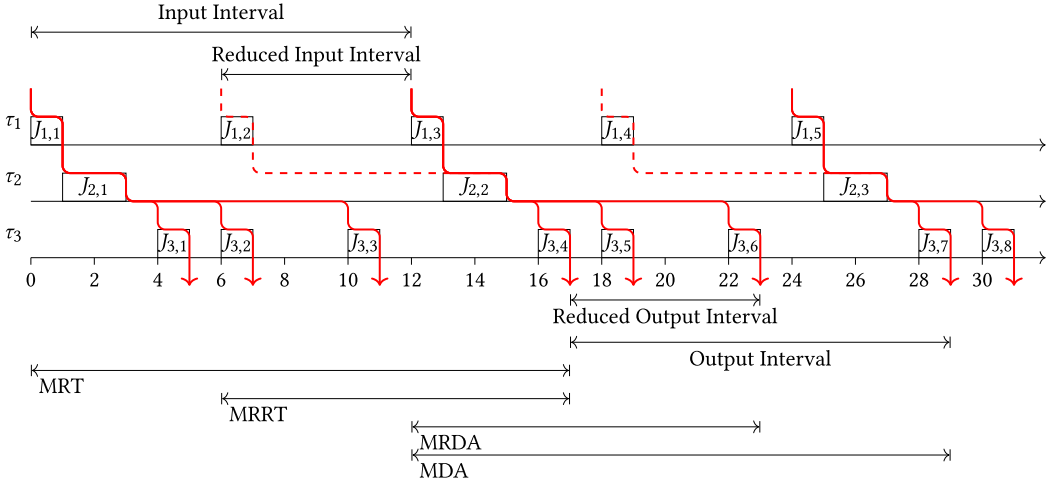 Input Interval
Reduced Input Interval
τ1 J1,1 J1,2 J1,3 J1,4 J1,5
τ2 J2,1 J2,2 J2,3
τ3 J3,1 J3,2 J3,3 J3,4 J3,5 J3,6 J3,7 J3,8
0 2 4 6 8 10 12 14 16 18 20 22 24 26 28 30
Reduced Output Interval
Output Interval
MRT
MRRT
MRDA
MDA